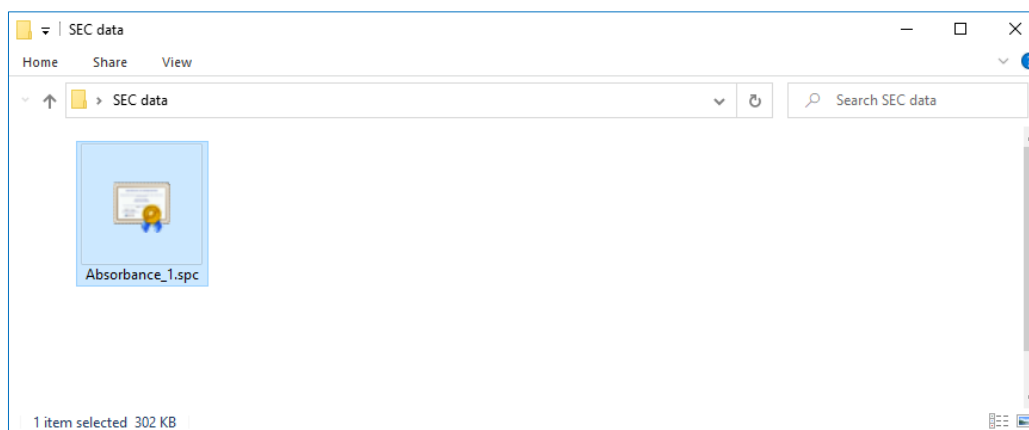 SEC data
Home Share View
SEC data
Search SEC data
Absorbance_1.spc
1 item selected 302 KB